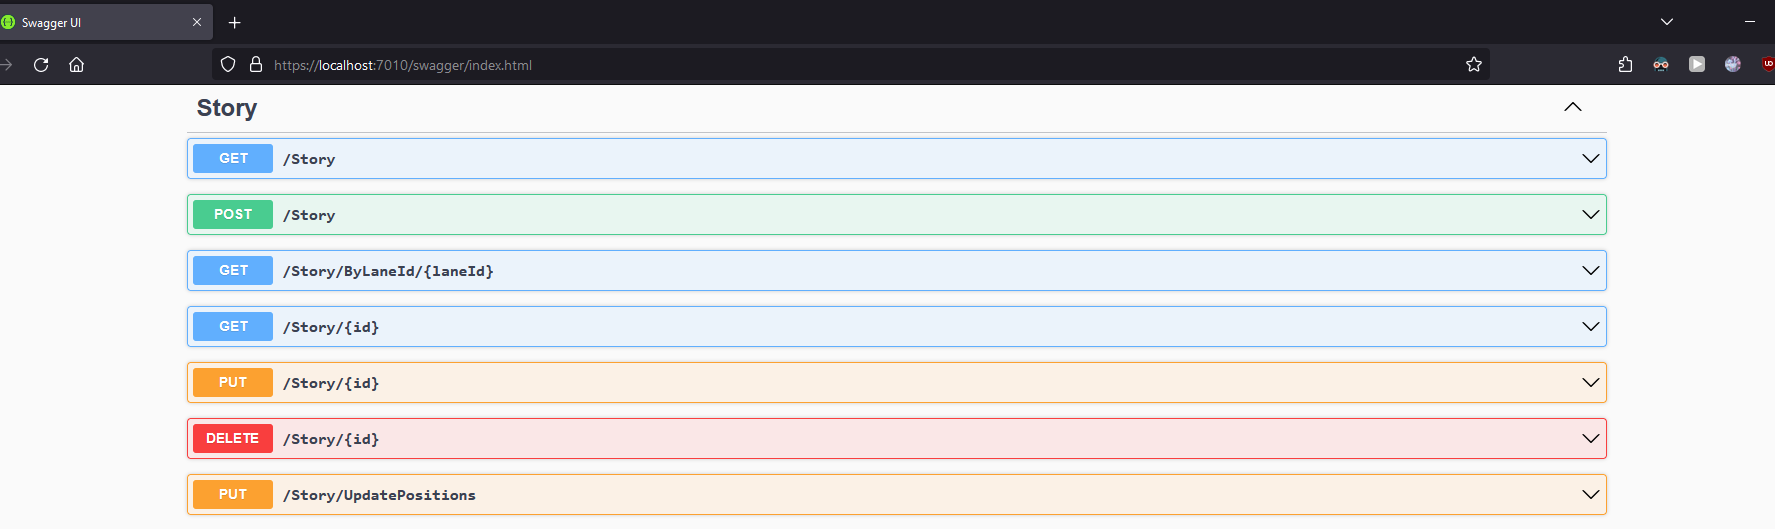 Swagger UI
https://localhost:7010/swagger/index.html
Story
GET /Story
POST /Story
GET /Story/ByLaneId/{laneId}
GET /Story/{id}
PUT /Story/{id}
DELETE /Story/{id}
PUT /Story/UpdatePositions